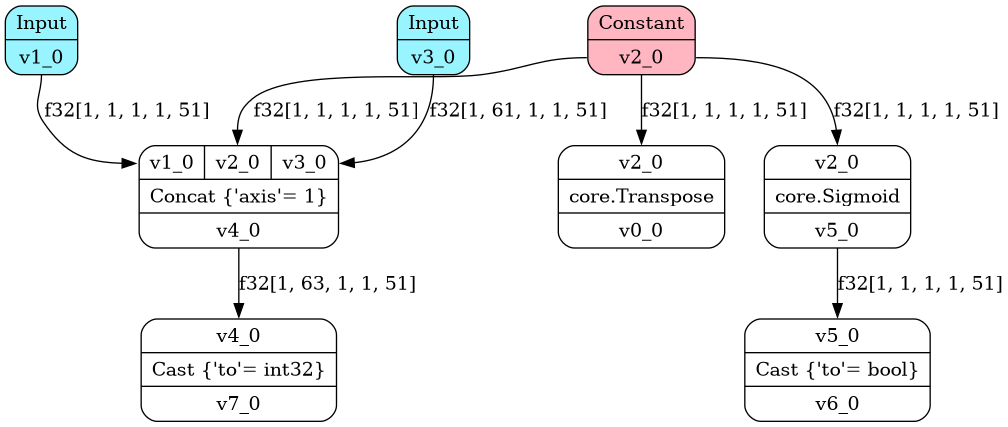 Input
v1_0
Input
v3_0
Constant
v2_0
f32[1, 1, 1, 1, 51]
f32[1, 1, 1, 1, 51]
f32[1, 61, 1, 1, 51]
f32[1, 1, 1, 1, 51]
f32[1, 1, 1, 1, 51]
v1_0 v2_0 v3_0
Concat {'axis'= 1}
v4_0
v2_0
core.Transpose
v0_0
v2_0
core.Sigmoid
v5_0
f32[1, 63, 1, 1, 51]
f32[1, 1, 1, 1, 51]
v4_0
Cast {'to'= int32}
v7_0
v5_0
Cast {'to'= bool}
v6_0